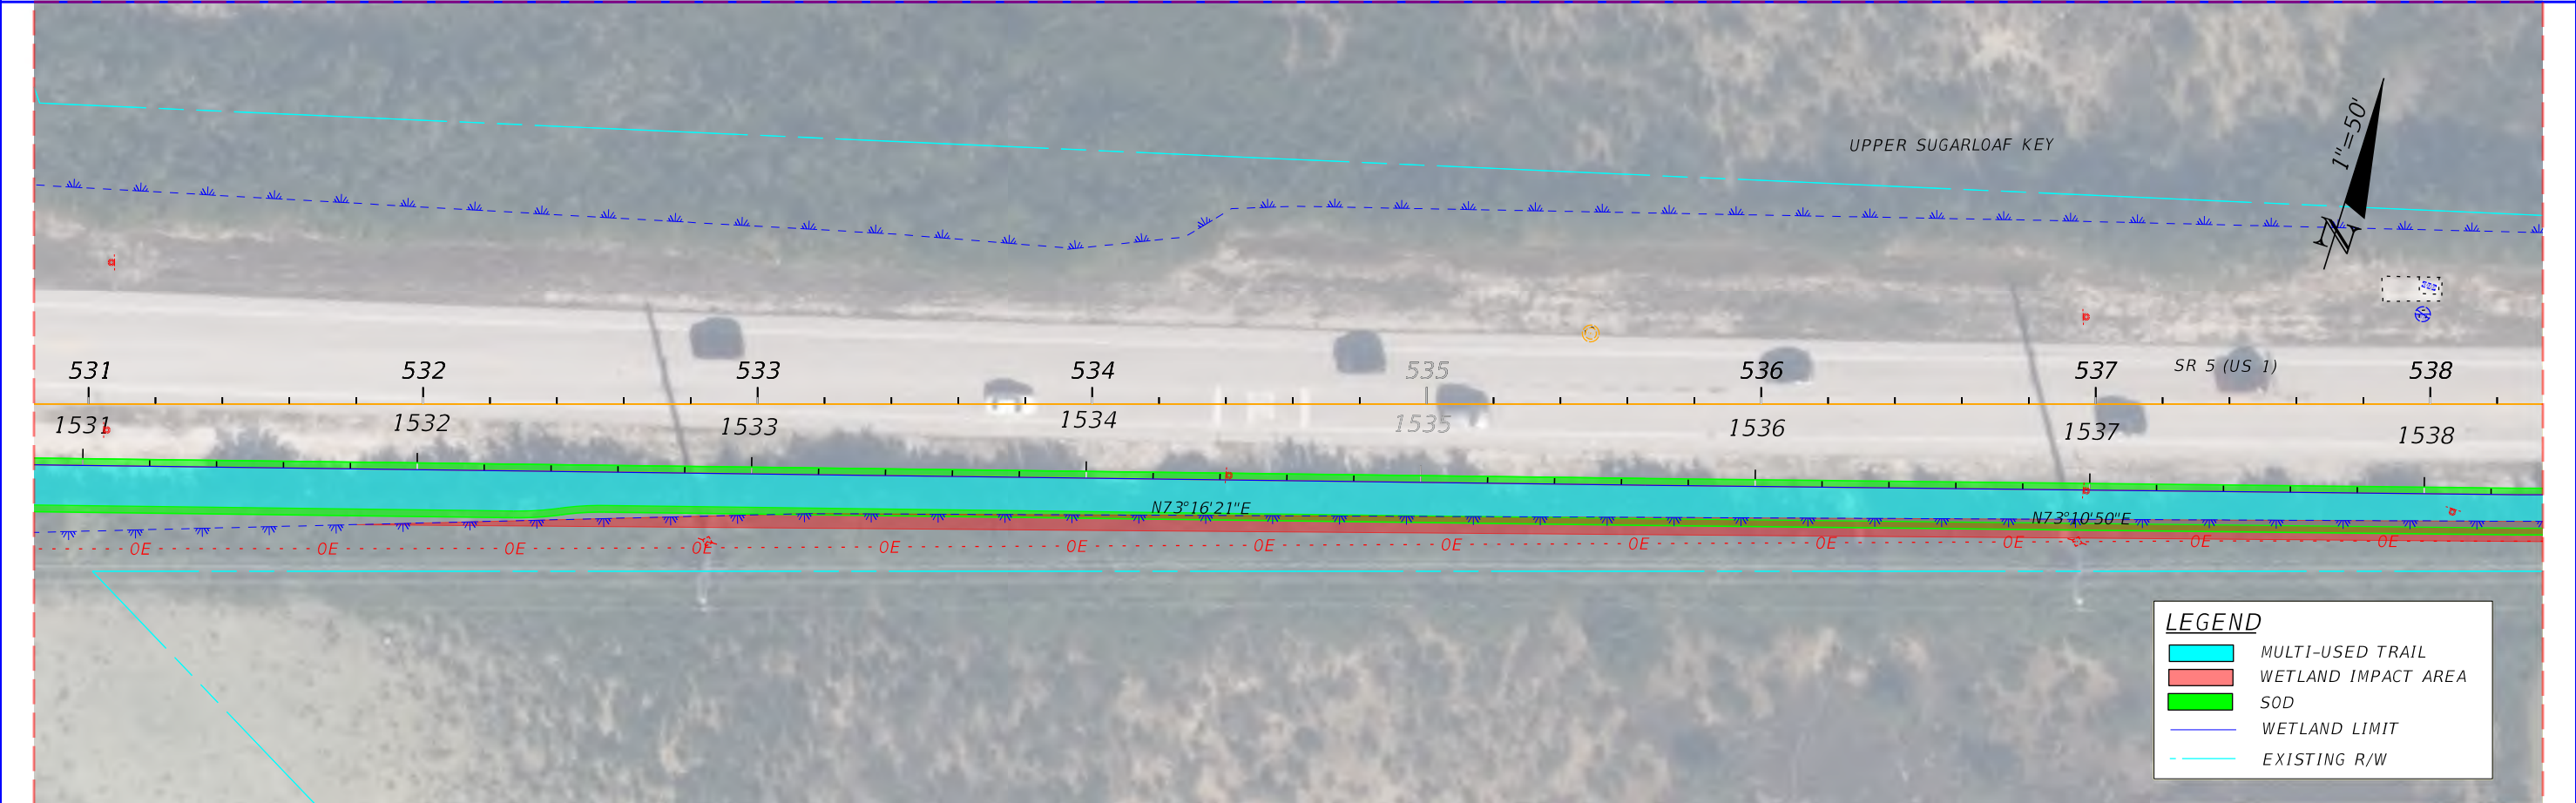 UPPER SUGARLOAF KEY
1"=50'
N
531 532 533 534 535 536 537 SR 5 (US 1) 538
1531 1532 1533 1534 1535 1536 1537 1538
N73°16'21"E
N73°10'50"E
OE OE OE OE OE OE OE OE OE OE OE OE OE
LEGEND
MULTI-USED TRAIL
WETLAND IMPACT AREA
SOD
WETLAND LIMIT
EXISTING R/W